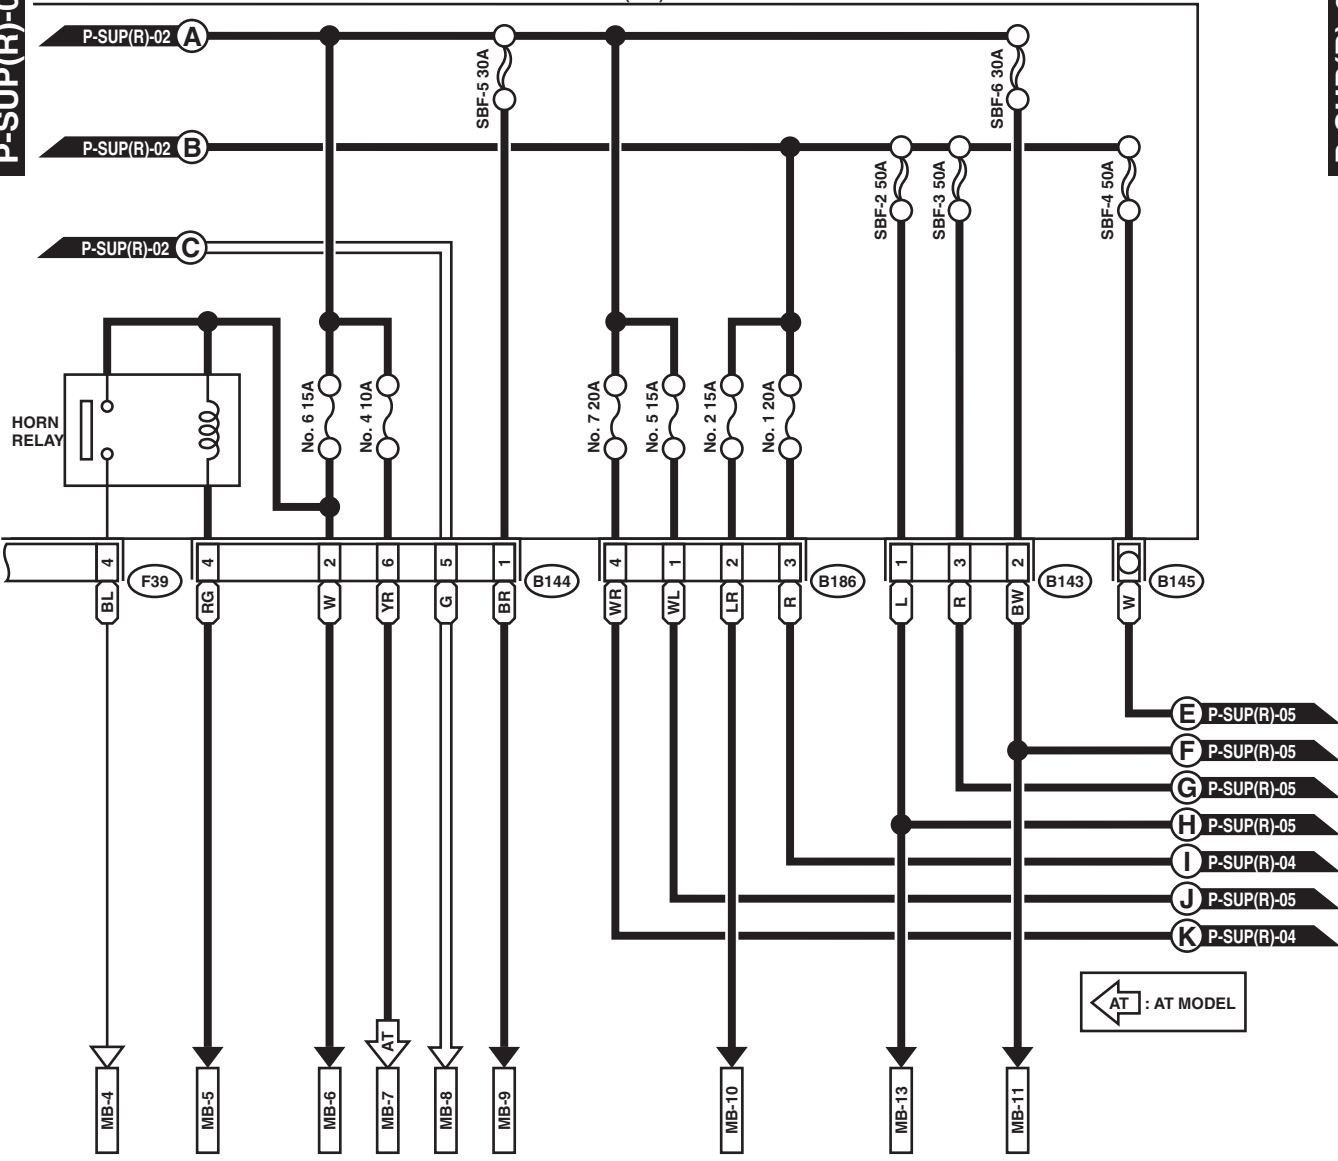 P-SUP(R)-02 A
SBF-5 30A
SBF-6 30A
P-SUP(R)-02 B
SBF-2 50A
SBF-3 50A
SBF-4 50A
P-SUP(R)-02 C
HORN
RELAY
No. 6 15A
No. 4 10A
No. 7 20A
No. 5 15A
No. 2 15A
No. 1 20A
4 F39
4 2 6 5 1 B144
4 1 2 3 B186
1 3 2 B143
B145
BL RG W YR G BR WR WL LR R L R BW W
E P-SUP(R)-05
F P-SUP(R)-05
G P-SUP(R)-05
H P-SUP(R)-05
I P-SUP(R)-04
J P-SUP(R)-05
K P-SUP(R)-04
AT : AT MODEL
AT
MB-4
MB-5
MB-6
MB-7
MB-8
MB-9
MB-10
MB-13
MB-11